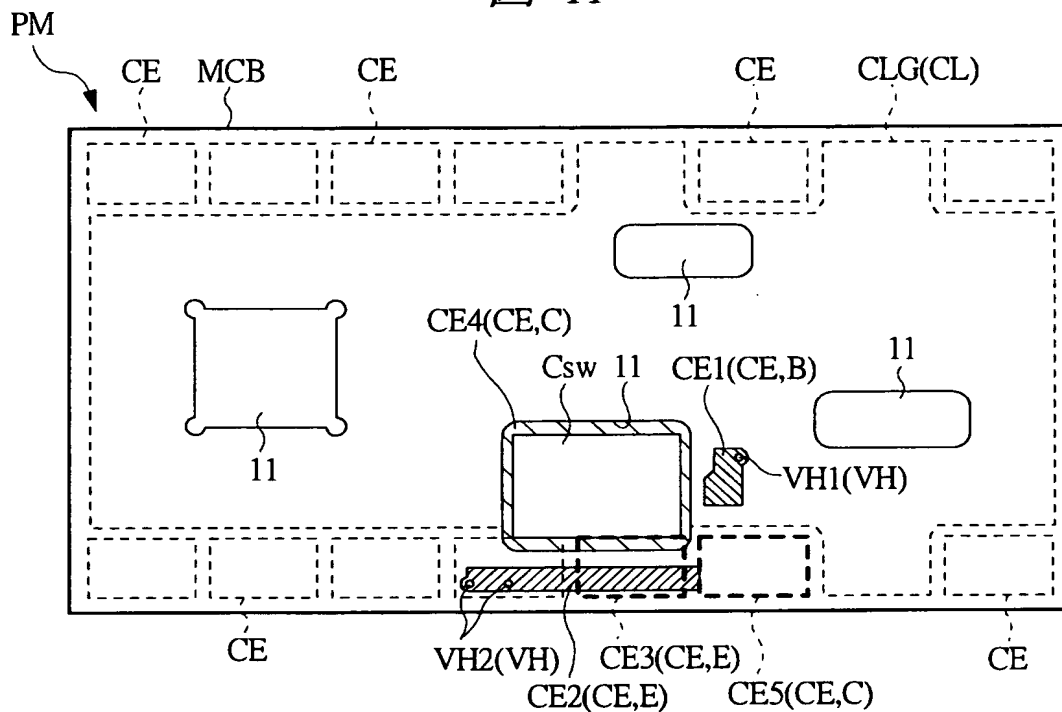 PM
CE
MCB
CE
CE
CLG(CL)
11
CE4(CE,C)
Csw
11
CE1(CE,B)
11
11
VH1(VH)
CE
VH2(VH)
CE3(CE,E)
CE
CE2(CE,E)
CE5(CE,C)